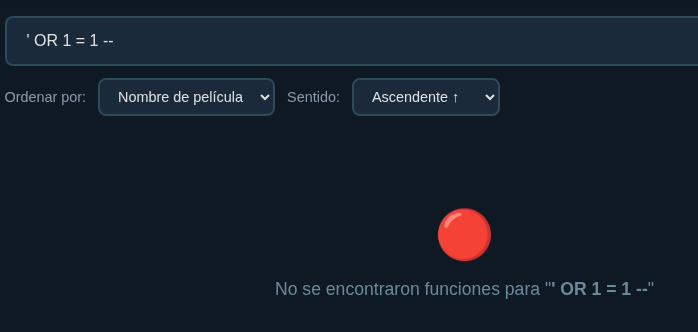 ' OR 1 = 1 --
Ordenar por: Nombre de película Sentido: Ascendente ↑
No se encontraron funciones para "' OR 1 = 1 --"